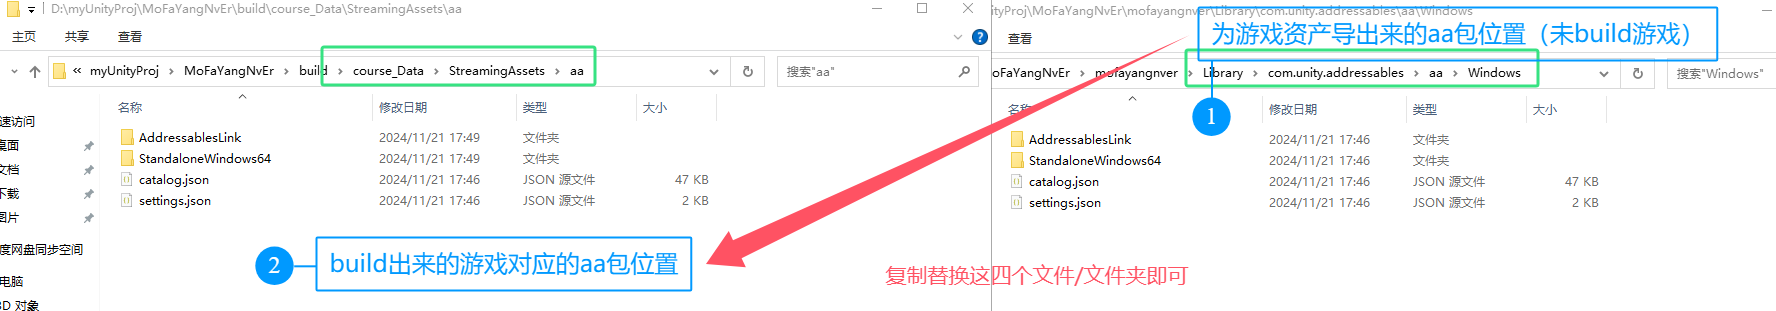 D:\myUnityProj\MoFaYangNvEr\build\course_Data\StreamingAssets\aa
主页 共享 查看
« myUnityProj › MoFaYangNvEr › build › course_Data › StreamingAssets › aa
搜索"aa"
名称 修改日期 类型 大小
速访问
桌面
文档
下载
图片
度网盘同步空间
电脑
3D 对象
AddressablesLink 2024/11/21 17:49 文件夹
StandaloneWindows64 2024/11/21 17:49 文件夹
catalog.json 2024/11/21 17:46 JSON 源文件 47 KB
settings.json 2024/11/21 17:46 JSON 源文件 2 KB
2
build出来的游戏对应的aa包位置
yProj\MoFaYangNvEr\mofayangnver\Library\com.unity.addressables\aa\Windows
查看
为游戏资产导出来的aa包位置（未build游戏）
oFaYangNvEr › mofayangnver › Library › com.unity.addressables › aa › Windows
搜索"Windows"
1
名称 修改日期 类型 大小
AddressablesLink 2024/11/21 17:46 文件夹
StandaloneWindows64 2024/11/21 17:46 文件夹
catalog.json 2024/11/21 17:46 JSON 源文件 47 KB
settings.json 2024/11/21 17:46 JSON 源文件 2 KB
复制替换这四个文件/文件夹即可